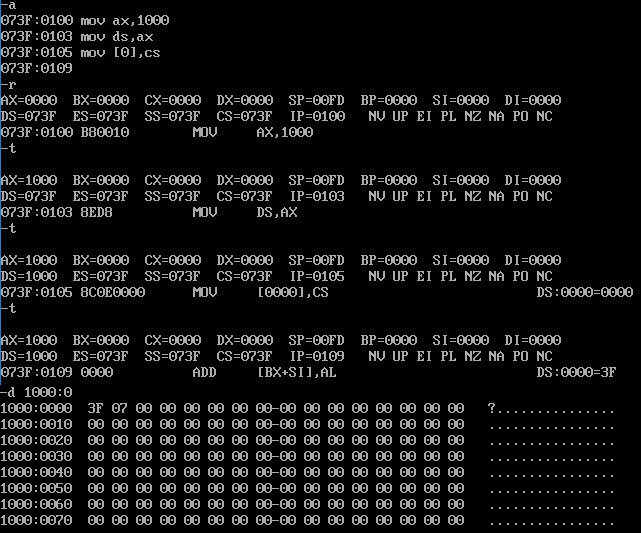 -a
073F:0100 mov ax,1000
073F:0103 mov ds,ax
073F:0105 mov [0],cs
073F:0109
-r
AX=0000  BX=0000  CX=0000  DX=0000  SP=00FD  BP=0000  SI=0000  DI=0000
DS=073F  ES=073F  SS=073F  CS=073F  IP=0100   NV UP EI PL NZ NA PO NC
073F:0100 B80010        MOV     AX,1000
-t
AX=1000  BX=0000  CX=0000  DX=0000  SP=00FD  BP=0000  SI=0000  DI=0000
DS=073F  ES=073F  SS=073F  CS=073F  IP=0103   NV UP EI PL NZ NA PO NC
073F:0103 8ED8          MOV     DS,AX
-t
AX=1000  BX=0000  CX=0000  DX=0000  SP=00FD  BP=0000  SI=0000  DI=0000
DS=1000  ES=073F  SS=073F  CS=073F  IP=0105   NV UP EI PL NZ NA PO NC
073F:0105 8C0E0000      MOV     [0000],CS                          DS:0000=0000
-t
AX=1000  BX=0000  CX=0000  DX=0000  SP=00FD  BP=0000  SI=0000  DI=0000
DS=1000  ES=073F  SS=073F  CS=073F  IP=0109   NV UP EI PL NZ NA PO NC
073F:0109 0000          ADD     [BX+SI],AL                         DS:0000=3F
-d 1000:0
1000:0000  3F 07 00 00 00 00 00 00-00 00 00 00 00 00 00 00   ?...............
1000:0010  00 00 00 00 00 00 00 00-00 00 00 00 00 00 00 00   ................
1000:0020  00 00 00 00 00 00 00 00-00 00 00 00 00 00 00 00   ................
1000:0030  00 00 00 00 00 00 00 00-00 00 00 00 00 00 00 00   ................
1000:0040  00 00 00 00 00 00 00 00-00 00 00 00 00 00 00 00   ................
1000:0050  00 00 00 00 00 00 00 00-00 00 00 00 00 00 00 00   ................
1000:0060  00 00 00 00 00 00 00 00-00 00 00 00 00 00 00 00   ................
1000:0070  00 00 00 00 00 00 00 00-00 00 00 00 00 00 00 00   ................